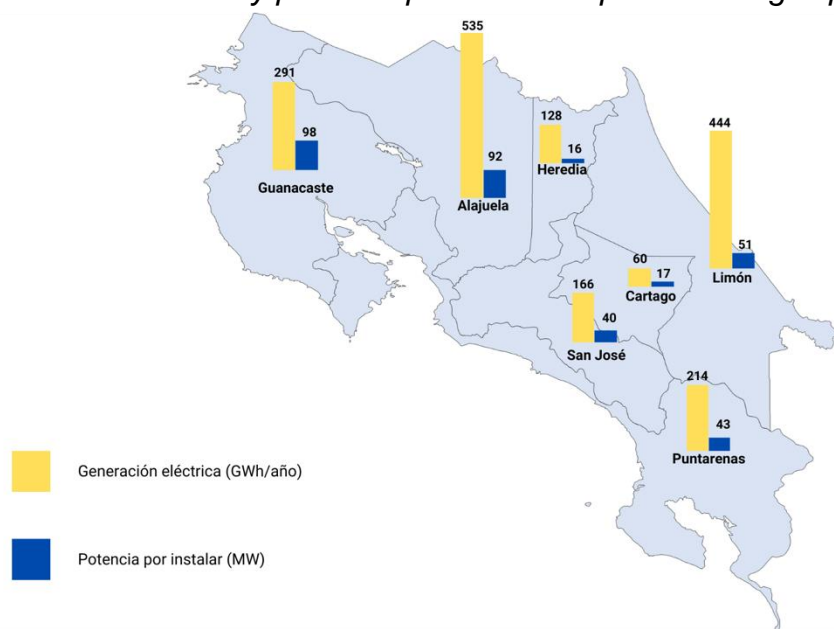 535
291
444
128
98
92
16
Heredia
Guanacaste
Alajuela
51
60
17
Limón
166
Cartago
40
San José
214
43
Puntarenas
Generación eléctrica (GWh/año)
Potencia por instalar (MW)